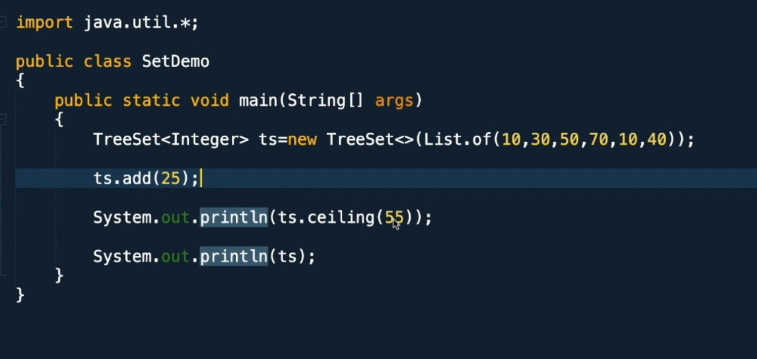 import java.util.*;
public class SetDemo
{
public static void main(String[] args)
{
TreeSet<Integer> ts=new TreeSet<>(List.of(10,30,50,70,10,40));
ts.add(25);
System.out.println(ts.ceiling(55));
System.out.println(ts);
}
}